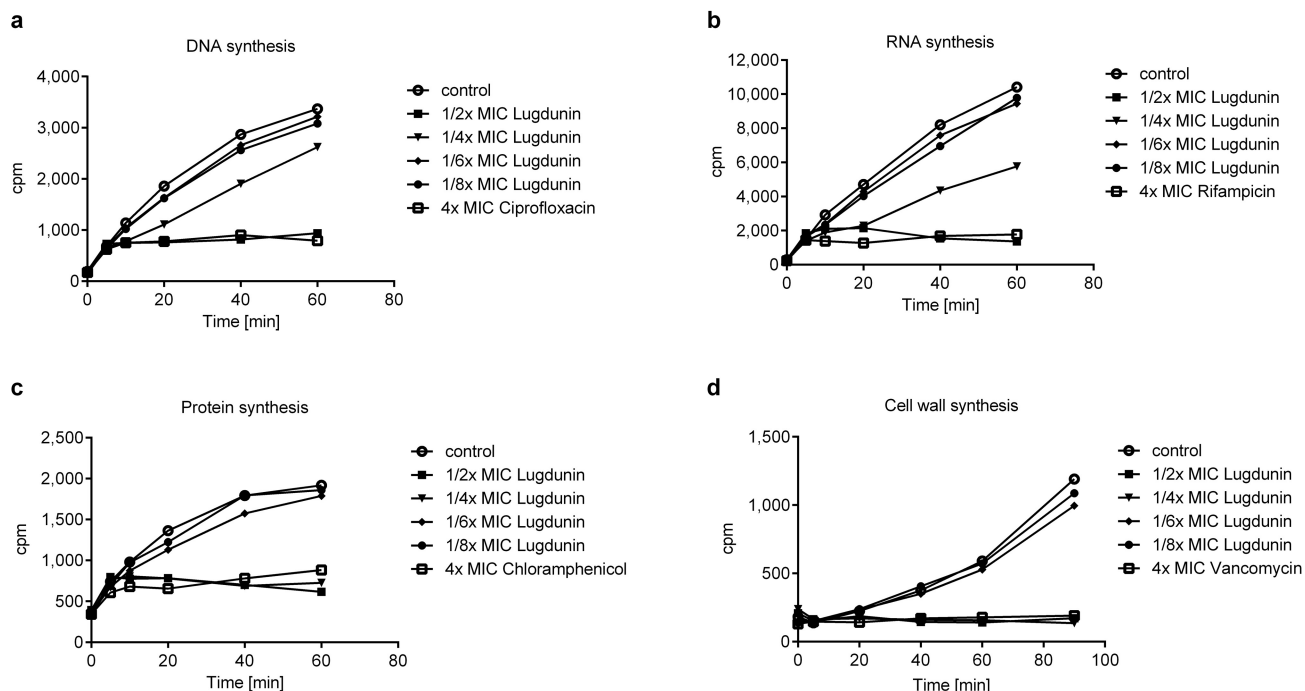 a
DNA synthesis
4,000
3,000
2,000
1,000
0
cpm
0 20 40 60 80
Time [min]
control
1/2x MIC Lugdunin
1/4x MIC Lugdunin
1/6x MIC Lugdunin
1/8x MIC Lugdunin
4x MIC Ciprofloxacin
b
RNA synthesis
12,000
10,000
8,000
6,000
4,000
2,000
0
cpm
0 20 40 60 80
Time [min]
control
1/2x MIC Lugdunin
1/4x MIC Lugdunin
1/6x MIC Lugdunin
1/8x MIC Lugdunin
4x MIC Rifampicin
c
Protein synthesis
2,500
2,000
1,500
1,000
500
0
cpm
0 20 40 60 80
Time [min]
control
1/2x MIC Lugdunin
1/4x MIC Lugdunin
1/6x MIC Lugdunin
1/8x MIC Lugdunin
4x MIC Chloramphenicol
d
Cell wall synthesis
1,500
1,000
500
0
cpm
0 20 40 60 80 100
Time [min]
control
1/2x MIC Lugdunin
1/4x MIC Lugdunin
1/6x MIC Lugdunin
1/8x MIC Lugdunin
4x MIC Vancomycin